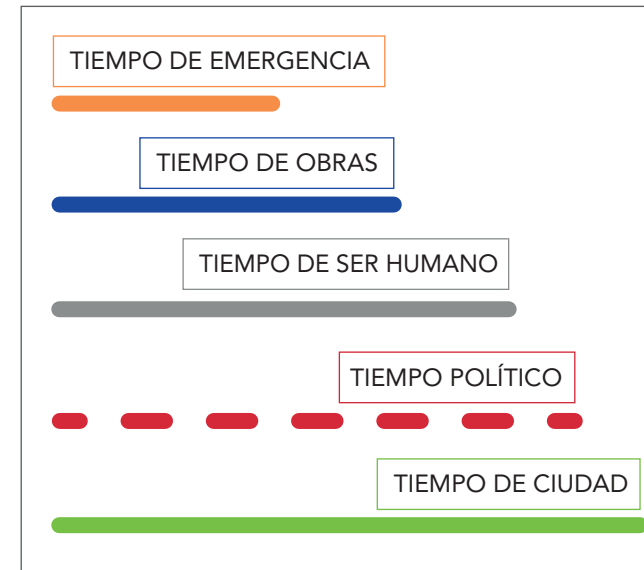 TIEMPO DE EMERGENCIA
TIEMPO DE OBRAS
TIEMPO DE SER HUMANO
TIEMPO POLÍTICO
TIEMPO DE CIUDAD